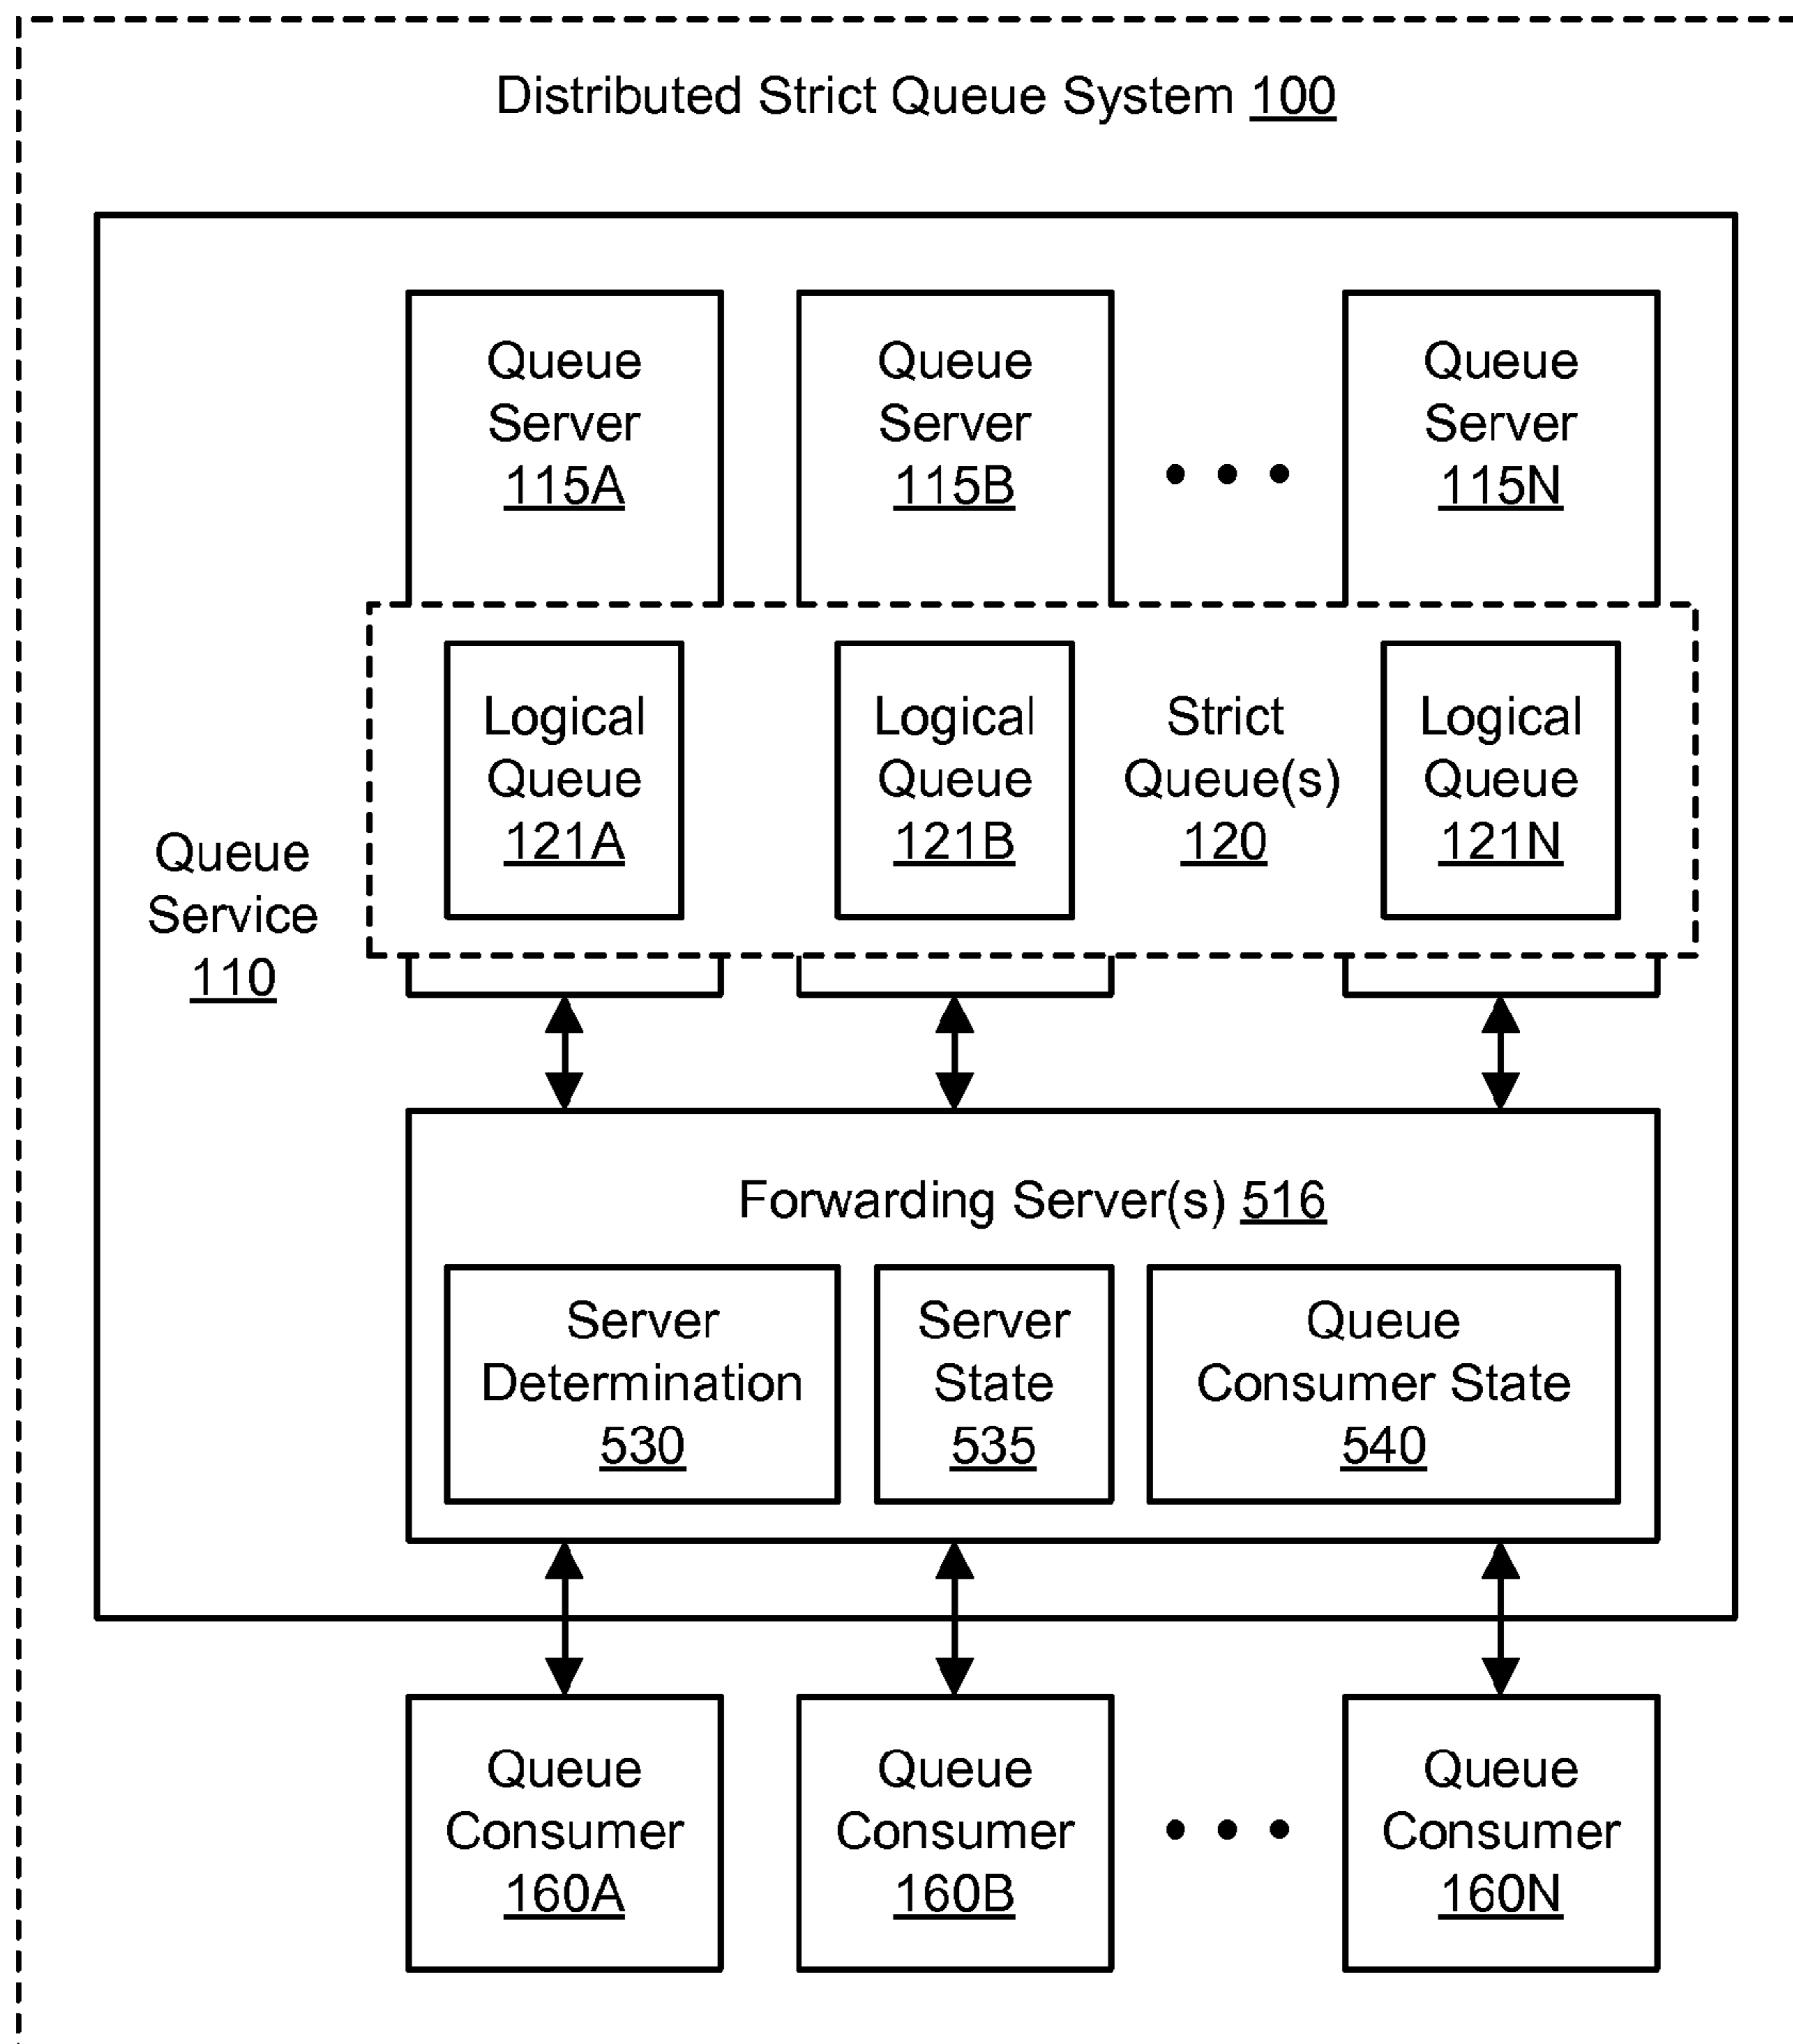 Distributed Strict Queue System 100
Queue
Server
115A
Queue
Server
115B
Queue
Server
115N
Logical
Queue
121A
Logical
Queue
121B
Strict
Queue(s)
120
Logical
Queue
121N
Queue
Service
110
Forwarding Server(s) 516
Server
Determination
530
Server
State
535
Queue
Consumer State
540
Queue
Consumer
160A
Queue
Consumer
160B
Queue
Consumer
160N